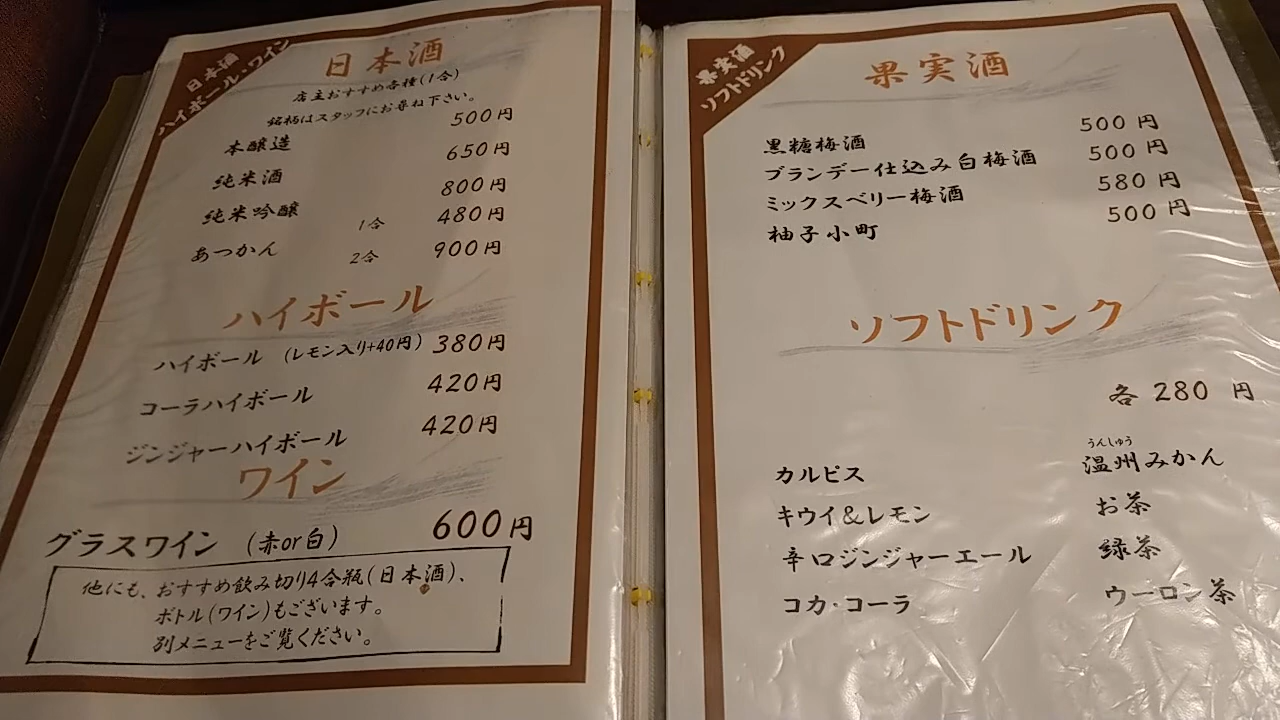 日本酒
ハイボール・ワイン
日本酒
店主おすすめ各種(1合)
銘柄はスタッフにお尋ね下さい。
本醸造 500円
純米酒 650円
純米吟醸 800円
あつかん 1合 480円
2合 900円
ハイボール
ハイボール (レモン入り+40円) 380円
コーラハイボール 420円
ジンジャーハイボール 420円
ワイン
グラスワイン (赤or白) 600円
他にも、おすすめ飲み切り4合瓶(日本酒)、
ボトル(ワイン)もございます。
別メニューをご覧ください。
果実酒
ソフトドリンク
果実酒
黒糖梅酒 500円
ブランデー仕込み白梅酒 500円
ミックスベリー梅酒 580円
柚子小町 500円
ソフトドリンク
各 280 円
カルピス
キウイ&レモン
辛口ジンジャーエール
コカ・コーラ
うんしゅう
温州みかん
お茶
緑茶
ウーロン茶